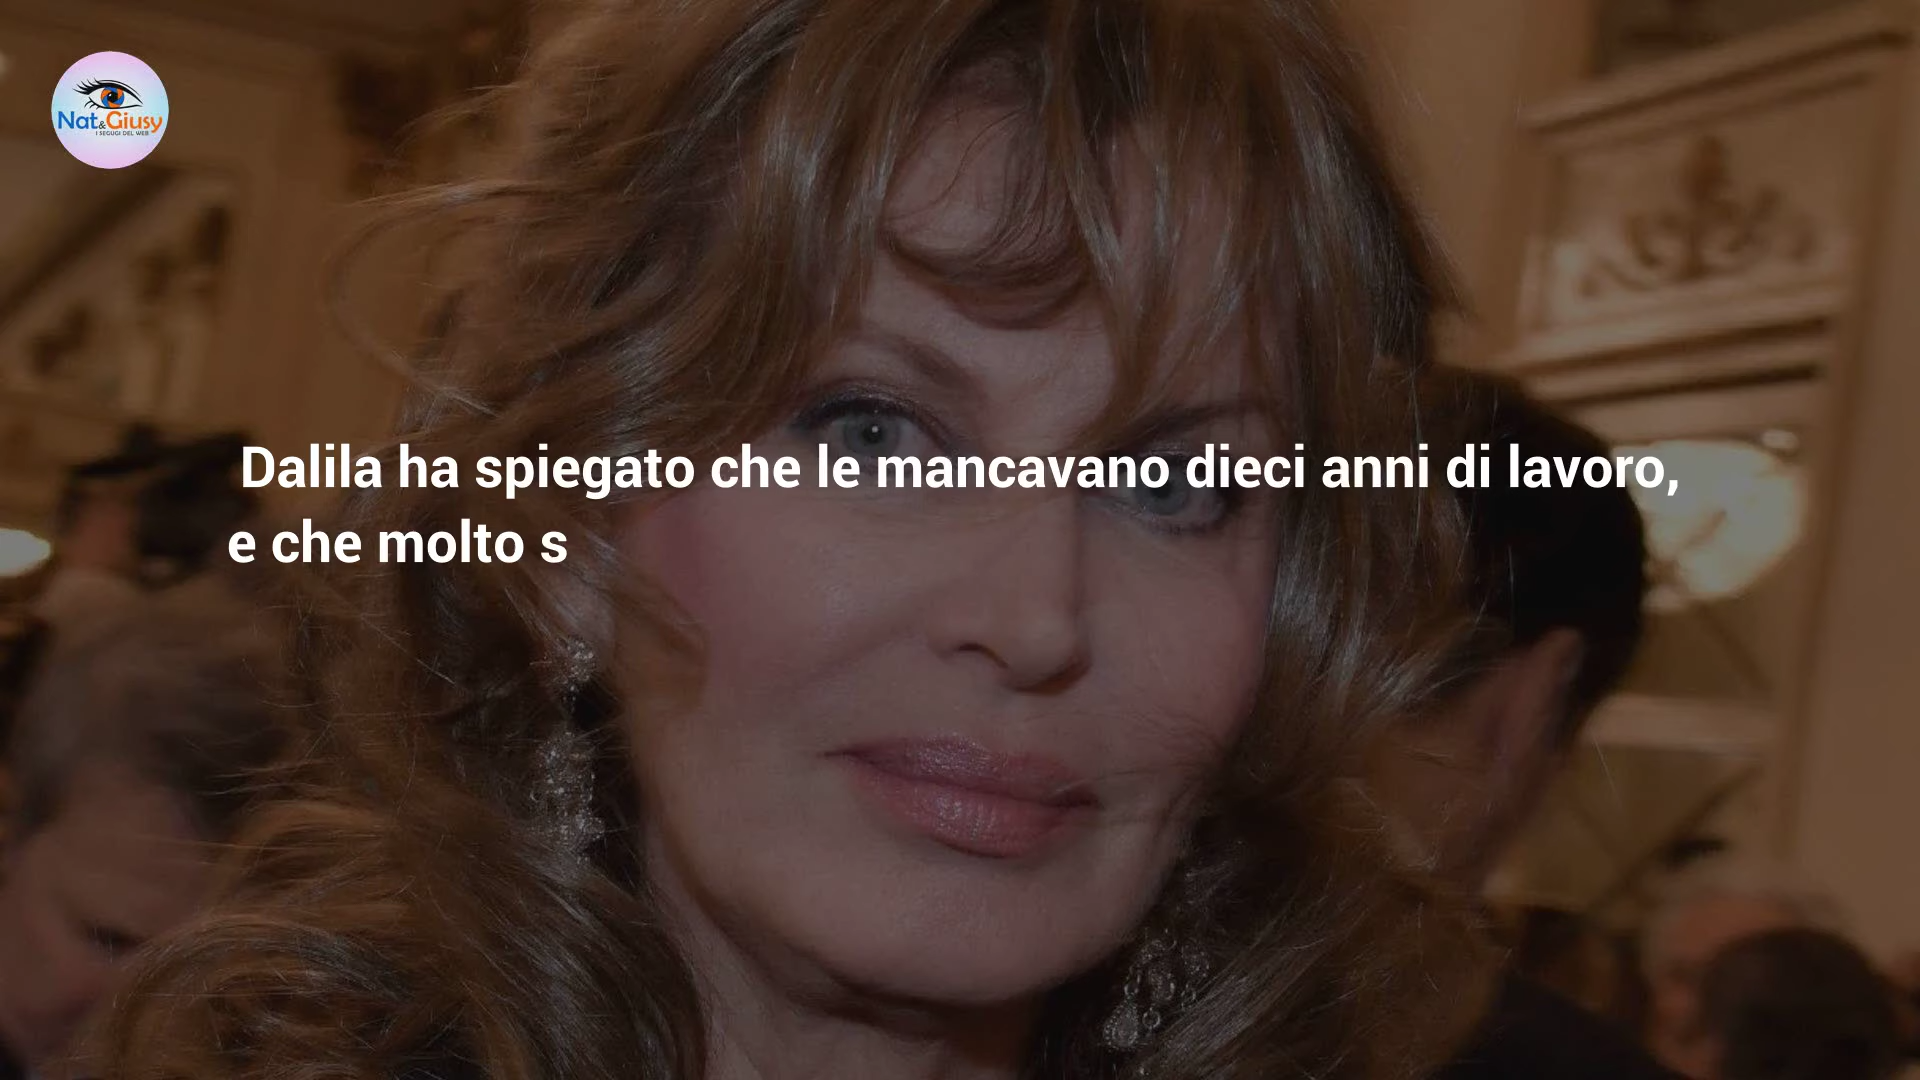 Nat&Giusy
I SEGUGI DEL WEB
Dalila ha spiegato che le mancavano dieci anni di lavoro,
e che molto s